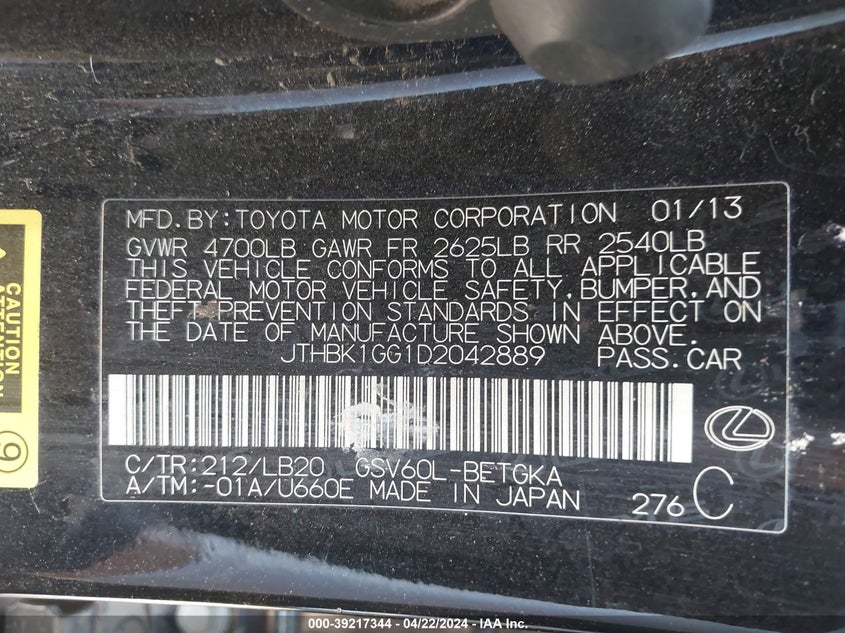 MFD.BY:TOYOTA MOTOR CORPORATION 01/13
GVWR 4700LB GAWR FR 2625LB RR 2540LB
THIS VEHICLE CONFORMS TO ALL APPLICABLE
FEDERAL MOTOR VEHICLE SAFETY,BUMPER,AND
THEFT PREVENTION STANDARDS IN EFFECT ON
THE DATE OF MANUFACTURE SHOWN ABOVE.
JTHBK1GG1D2042889 PASS.CAR
C/TR:212/LB20 GSV60L-BETGKA
A/TM:-01A/U660E MADE IN JAPAN
276 C
CAUTION
ATTENTION
9
000-39217344 - 04/22/2024 - IAA Inc.